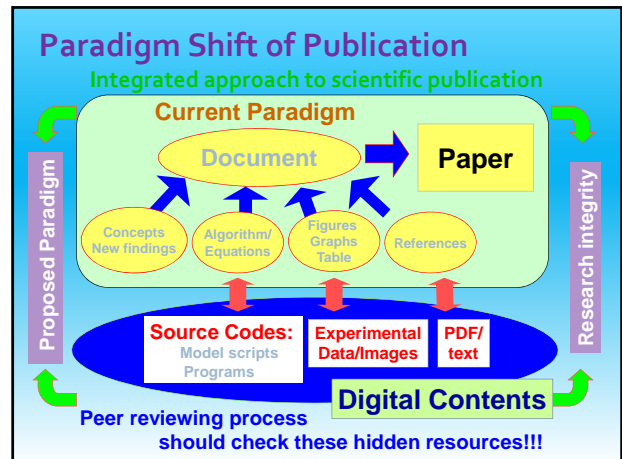 Paradigm Shift of Publication
Integrated approach to scientific publication
Current Paradigm
Document
Paper
Concepts
New findings
Algorithm/
Equations
Figures
Graphs
Table
References
Proposed Paradigm
Research integrity
Source Codes:
Model scripts
Programs
Experimental
Data/Images
PDF/
text
Digital Contents
Peer reviewing process
should check these hidden resources!!!